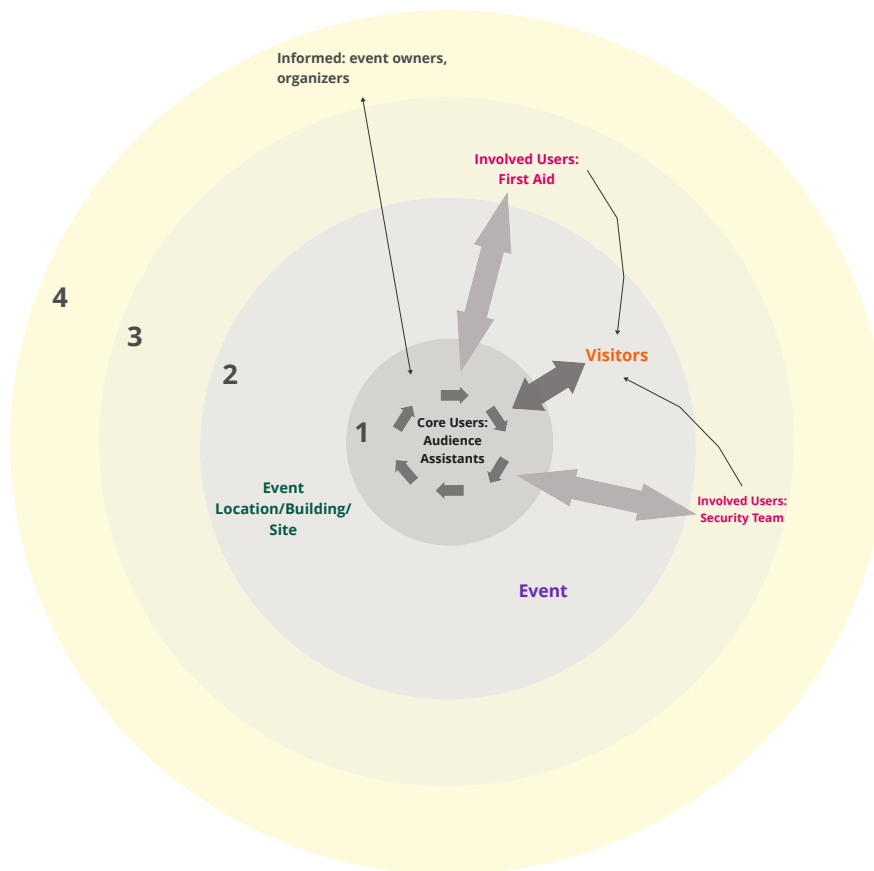 Informed: event owners,
organizers
Involved Users:
First Aid
4
3
Visitors
2
1
Core Users:
Audience
Assistants
Event
Location/Building/
Site
Involved Users:
Security Team
Event